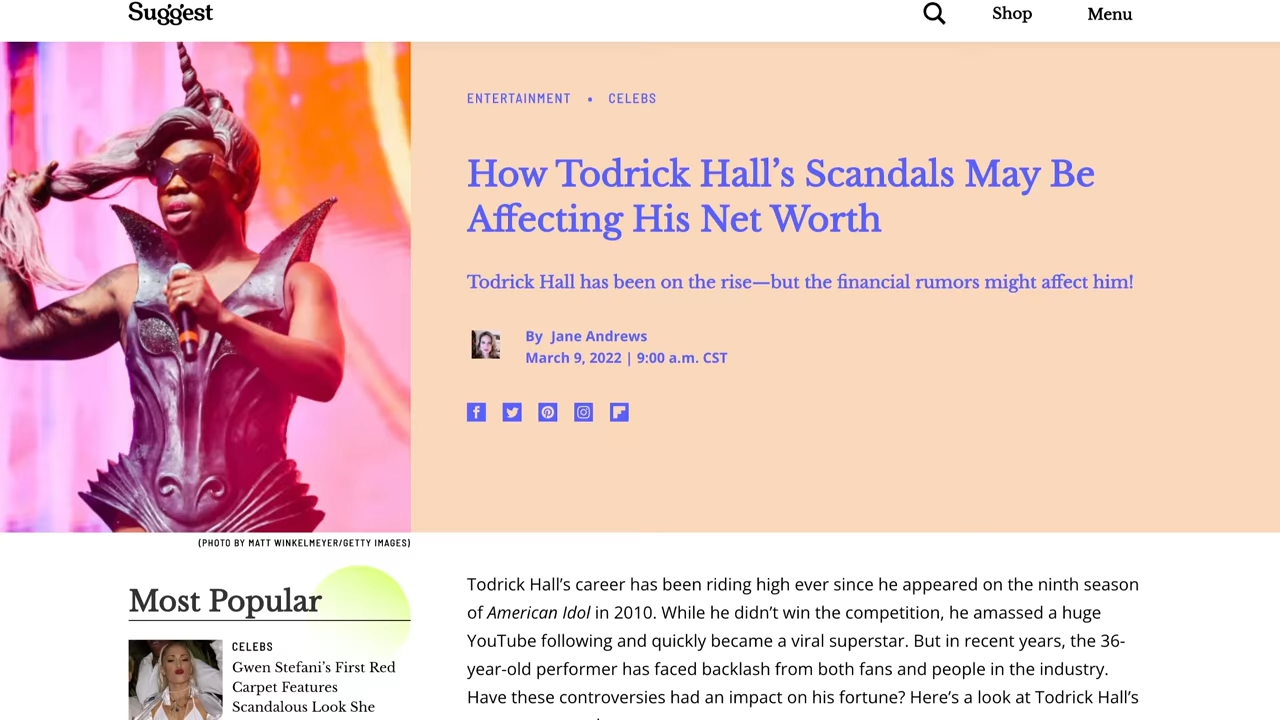 Suggest
Shop
Menu
ENTERTAINMENT • CELEBS
How Todrick Hall's Scandals May Be
Affecting His Net Worth
Todrick Hall has been on the rise—but the financial rumors might affect him!
By Jane Andrews
March 9, 2022 | 9:00 a.m. CST
(PHOTO BY MATT WINKELMEYER/GETTY IMAGES)
Most Popular
CELEBS
Gwen Stefani's First Red
Carpet Features
Scandalous Look She
Todrick Hall's career has been riding high ever since he appeared on the ninth season
of American Idol in 2010. While he didn't win the competition, he amassed a huge
YouTube following and quickly became a viral superstar. But in recent years, the 36-
year-old performer has faced backlash from both fans and people in the industry.
Have these controversies had an impact on his fortune? Here's a look at Todrick Hall's